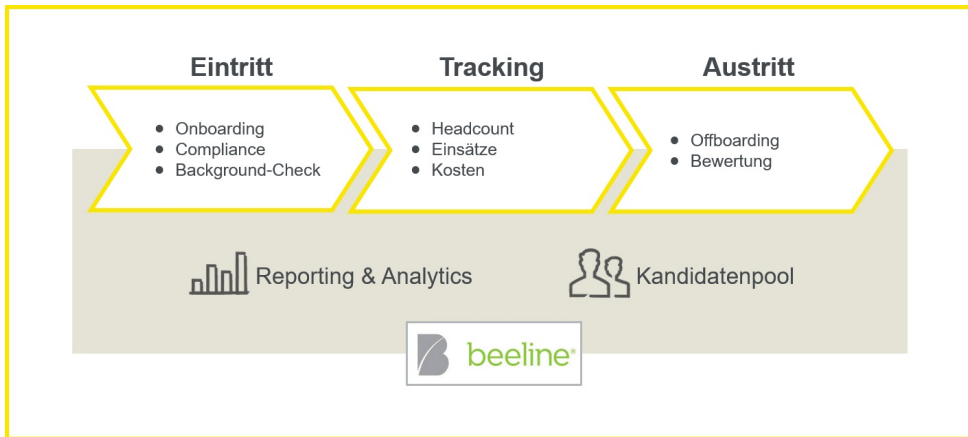 Eintritt
Tracking
Austritt
• Onboarding
• Compliance
• Background-Check
• Headcount
• Einsätze
• Kosten
• Offboarding
• Bewertung
Reporting & Analytics
Kandidatenpool
B beeline®